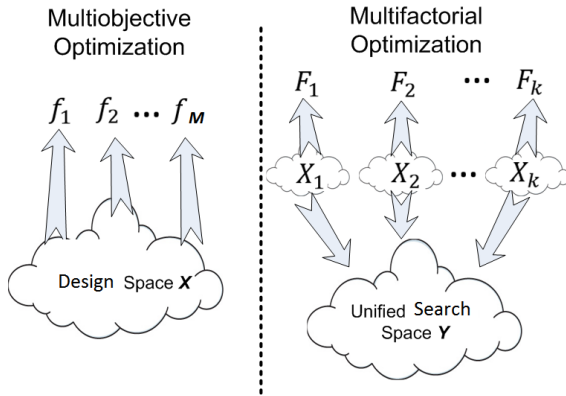 Multiobjective
Optimization
f1 f2 ... fM
Design Space X
Multifactorial
Optimization
F1 F2 ... Fk
X1 X2 ... Xk
Unified Search
Space Y